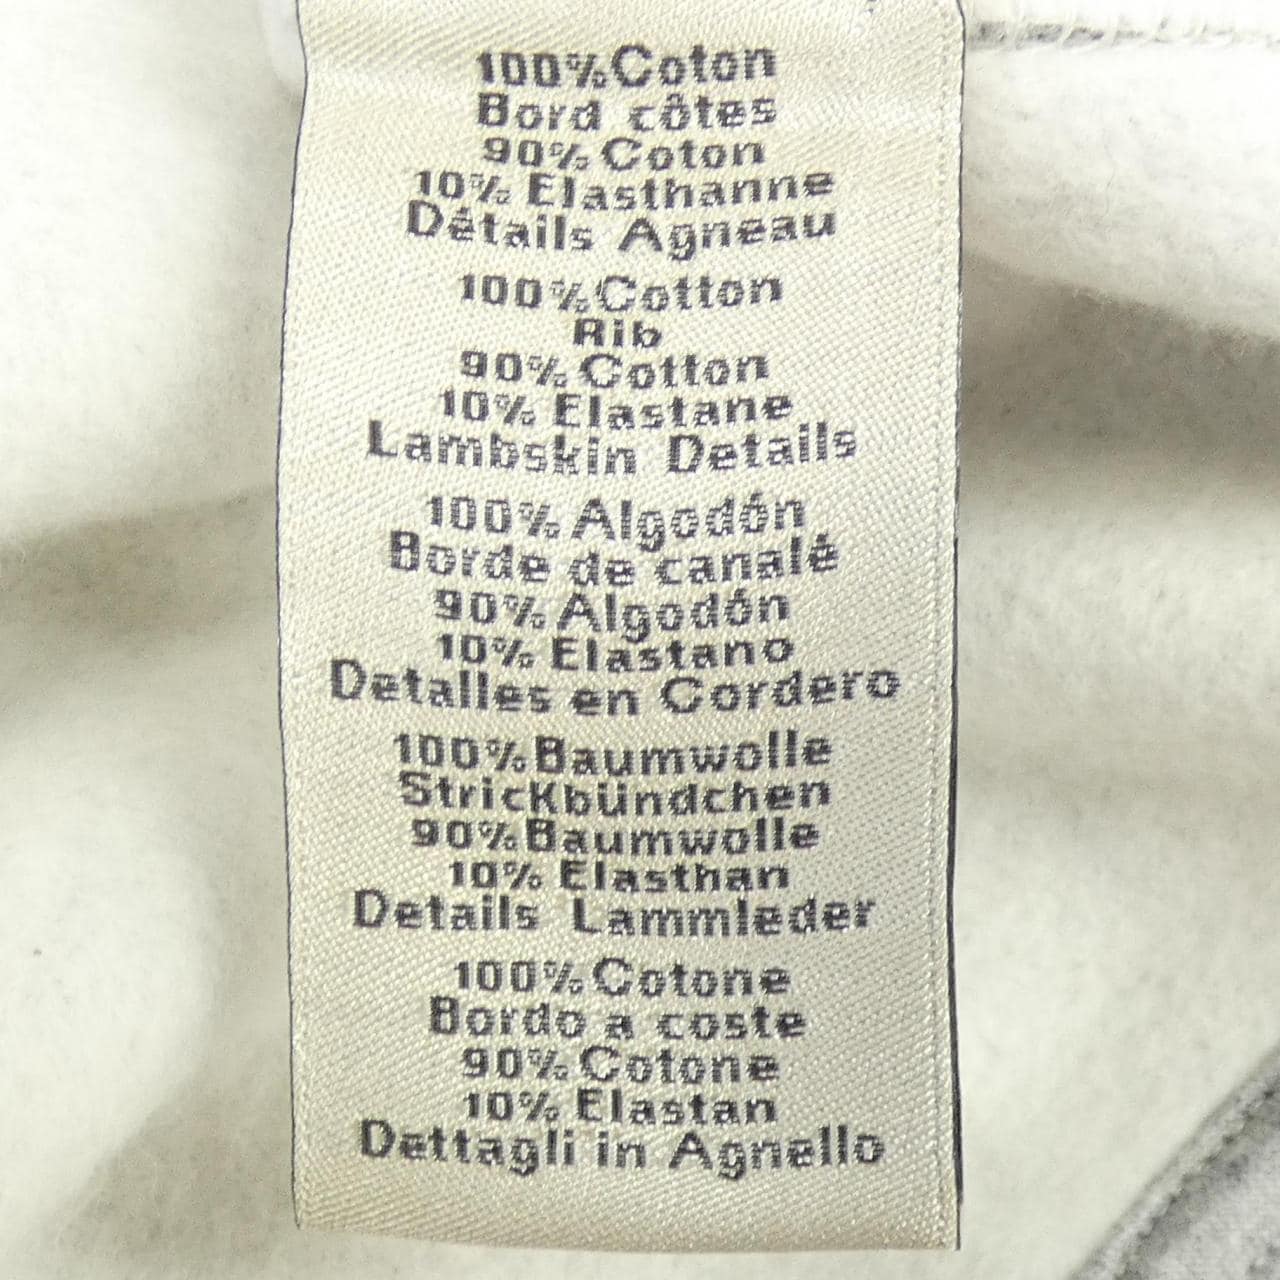 100% Coton
Bord côtes
90% Coton
10% Elasthanne
Détails Agneau
100% Cotton
Rib
90% Cotton
10% Elastane
Lambskin Details
100% Algodón
Borde de canalé
90% Algodón
10% Elastano
Detalles en Cordero
100% Baumwolle
Strickbündchen
90% Baumwolle
10% Elasthan
Details Lammleder
100% Cotone
Bordo a coste
90% Cotone
10% Elastan
Dettagli in Agnello